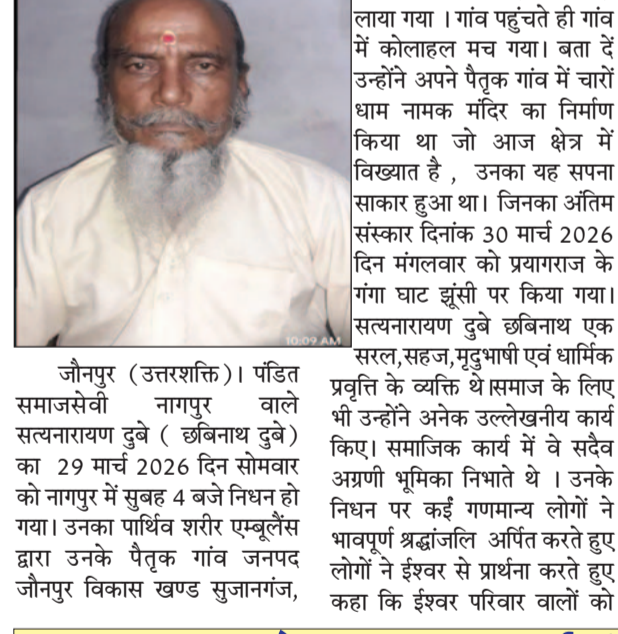 जौनपुर (उत्तरशक्ति)। पंडित
समाजसेवी नागपुर वाले
सत्यनारायण दुबे ( छबिनाथ दुबे)
का 29 मार्च 2026 दिन सोमवार
को नागपुर में सुबह 4 बजे निधन हो
गया। उनका पार्थिव शरीर एम्बूलैंस
द्वारा उनके पैतृक गांव जनपद
जौनपुर विकास खण्ड सुजानगंज,
लाया गया । गांव पहुंचते ही गांव
में कोलाहल मच गया। बता दें
उन्होंने अपने पैतृक गांव में चारों
धाम नामक मंदिर का निर्माण
किया था जो आज क्षेत्र में
विख्यात है , उनका यह सपना
साकार हुआ था। जिनका अंतिम
संस्कार दिनांक 30 मार्च 2026
दिन मंगलवार को प्रयागराज के
गंगा घाट झूंसी पर किया गया।
सत्यनारायण दुबे छबिनाथ एक
सरल,सहज,मृदुभाषी एवं धार्मिक
प्रवृत्ति के व्यक्ति थे।समाज के लिए
भी उन्होंने अनेक उल्लेखनीय कार्य
किए। समाजिक कार्य में वे सदैव
अग्रणी भूमिका निभाते थे । उनके
निधन पर कईं गणमान्य लोगों ने
भावपूर्ण श्रद्धांजलि अर्पित करते हुए
लोगों ने ईश्वर से प्रार्थना करते हुए
कहा कि ईश्वर परिवार वालों को
10:09 AM